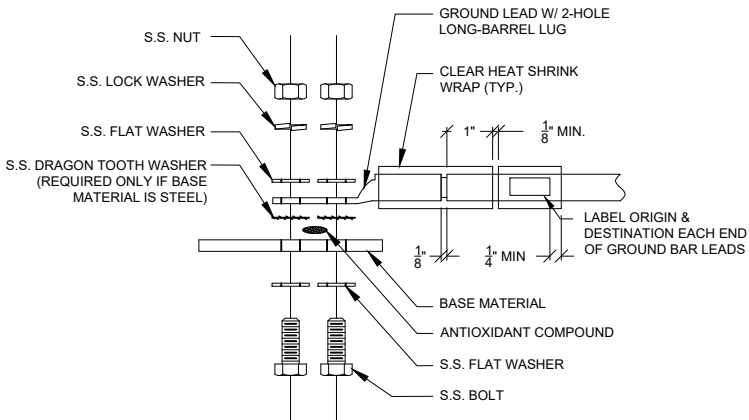 GROUND LEAD W/ 2-HOLE
LONG-BARREL LUG
S.S. NUT
CLEAR HEAT SHRINK
WRAP (TYP.)
S.S. LOCK WASHER
1"
1/8" MIN.
S.S. FLAT WASHER
S.S. DRAGON TOOTH WASHER
(REQUIRED ONLY IF BASE
MATERIAL IS STEEL)
LABEL ORIGIN &
DESTINATION EACH END
OF GROUND BAR LEADS
1/8"
1/4" MIN
BASE MATERIAL
ANTIOXIDANT COMPOUND
S.S. FLAT WASHER
S.S. BOLT